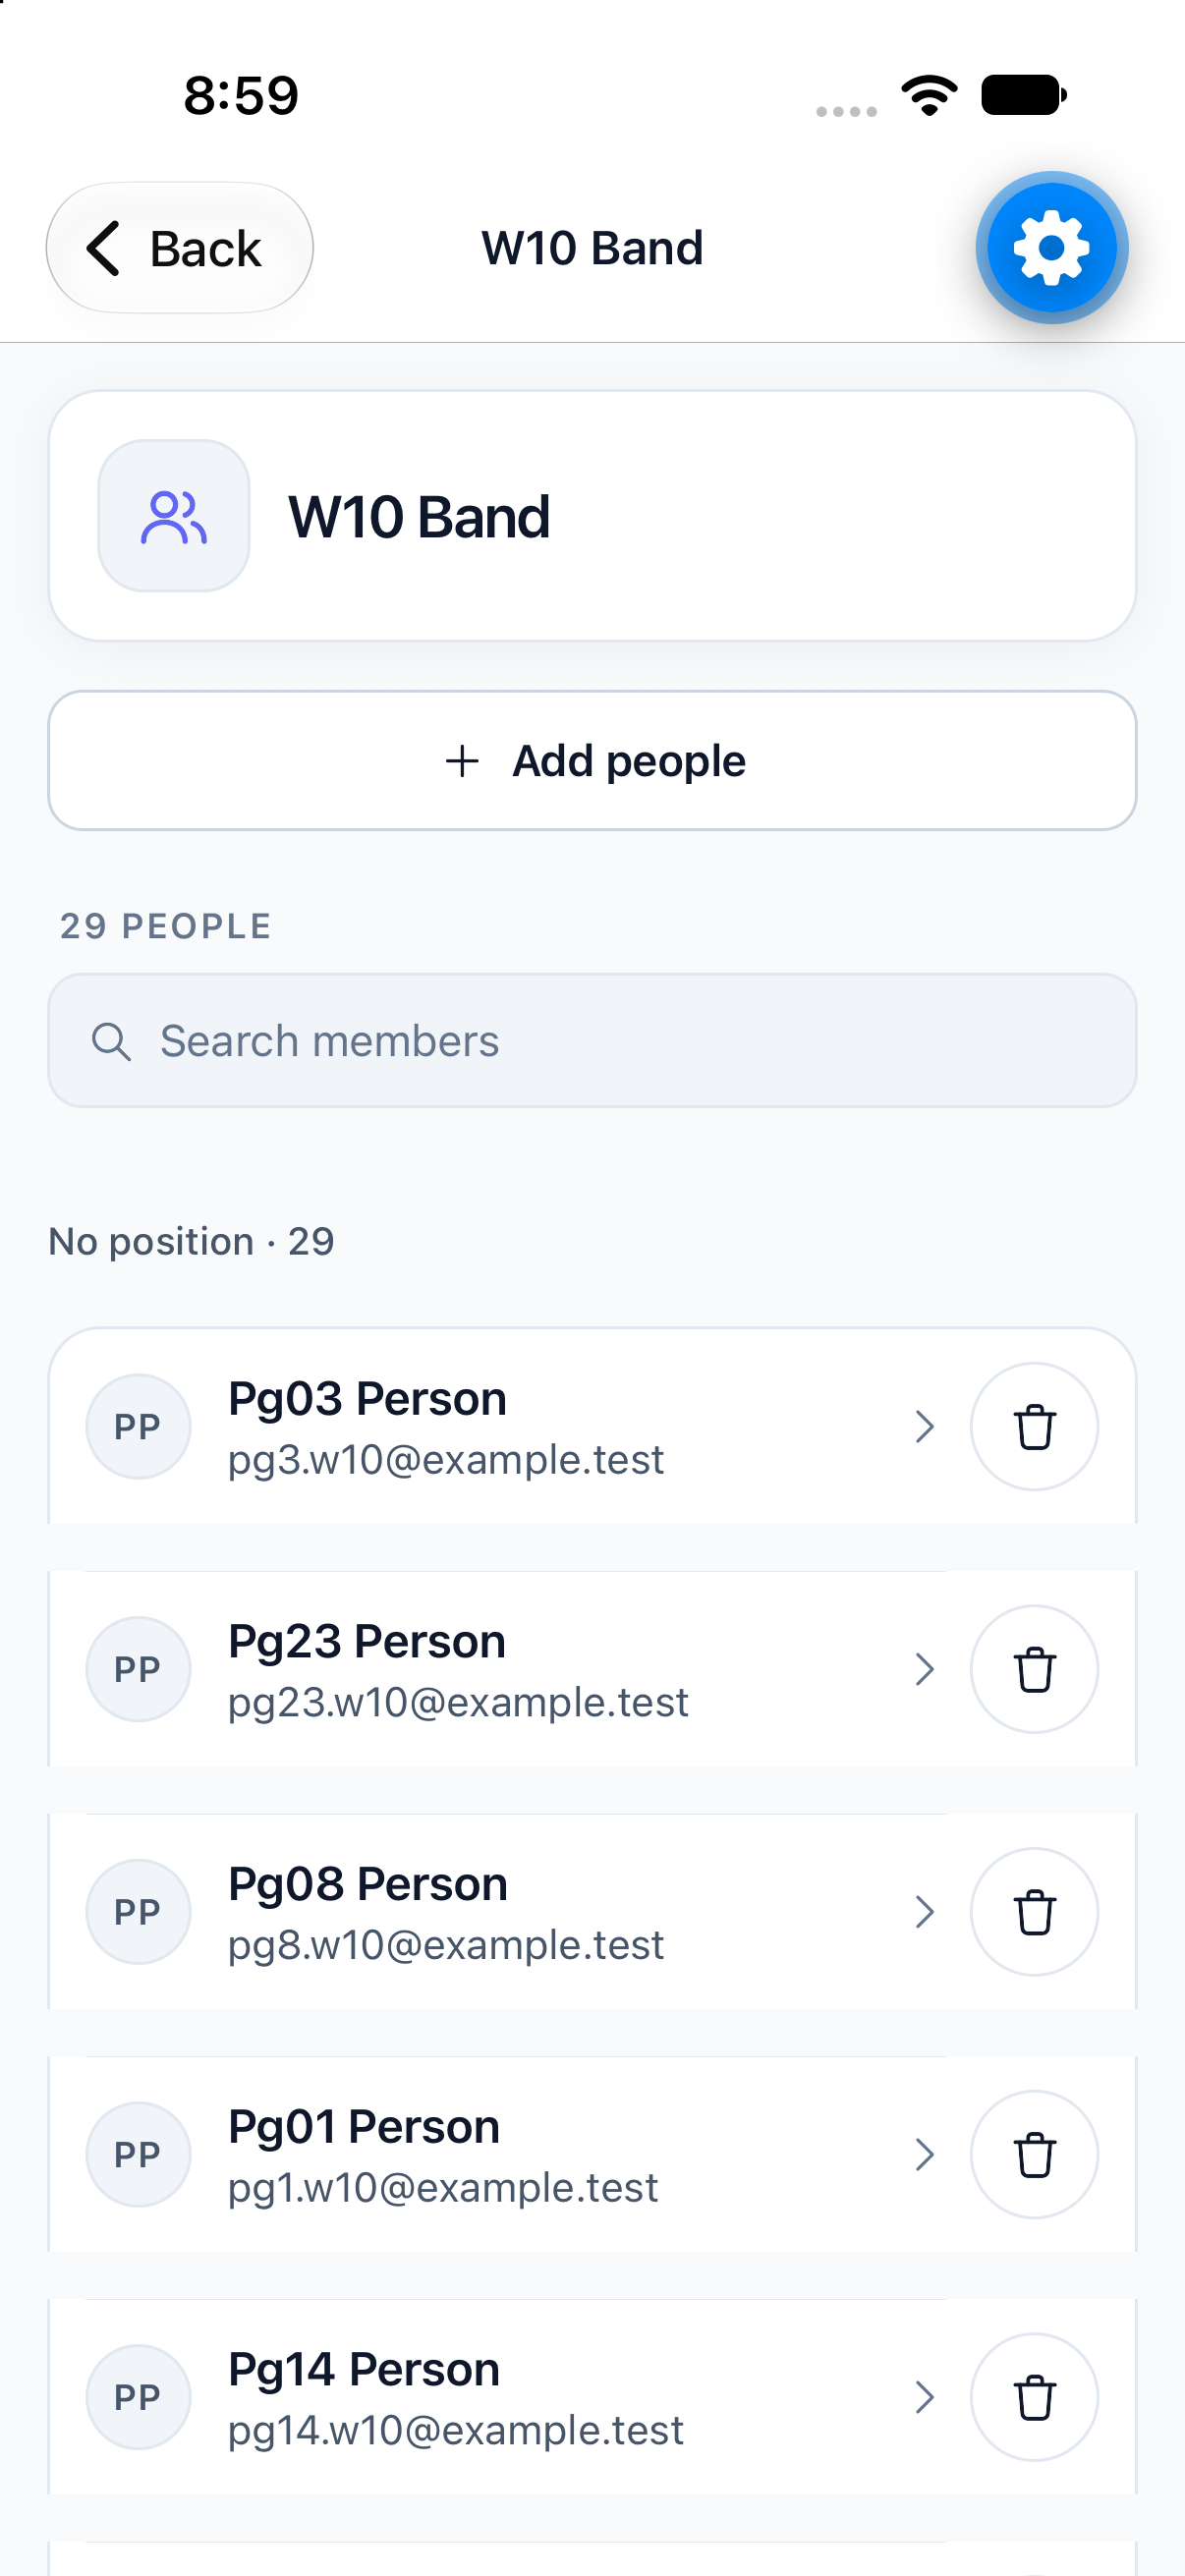 8:59
Back
W10 Band
W10 Band
Add people
29 PEOPLE
Search members
No position · 29
PP
Pg03 Person
pg3.w10@example.test
PP
Pg23 Person
pg23.w10@example.test
PP
Pg08 Person
pg8.w10@example.test
PP
Pg01 Person
pg1.w10@example.test
PP
Pg14 Person
pg14.w10@example.test